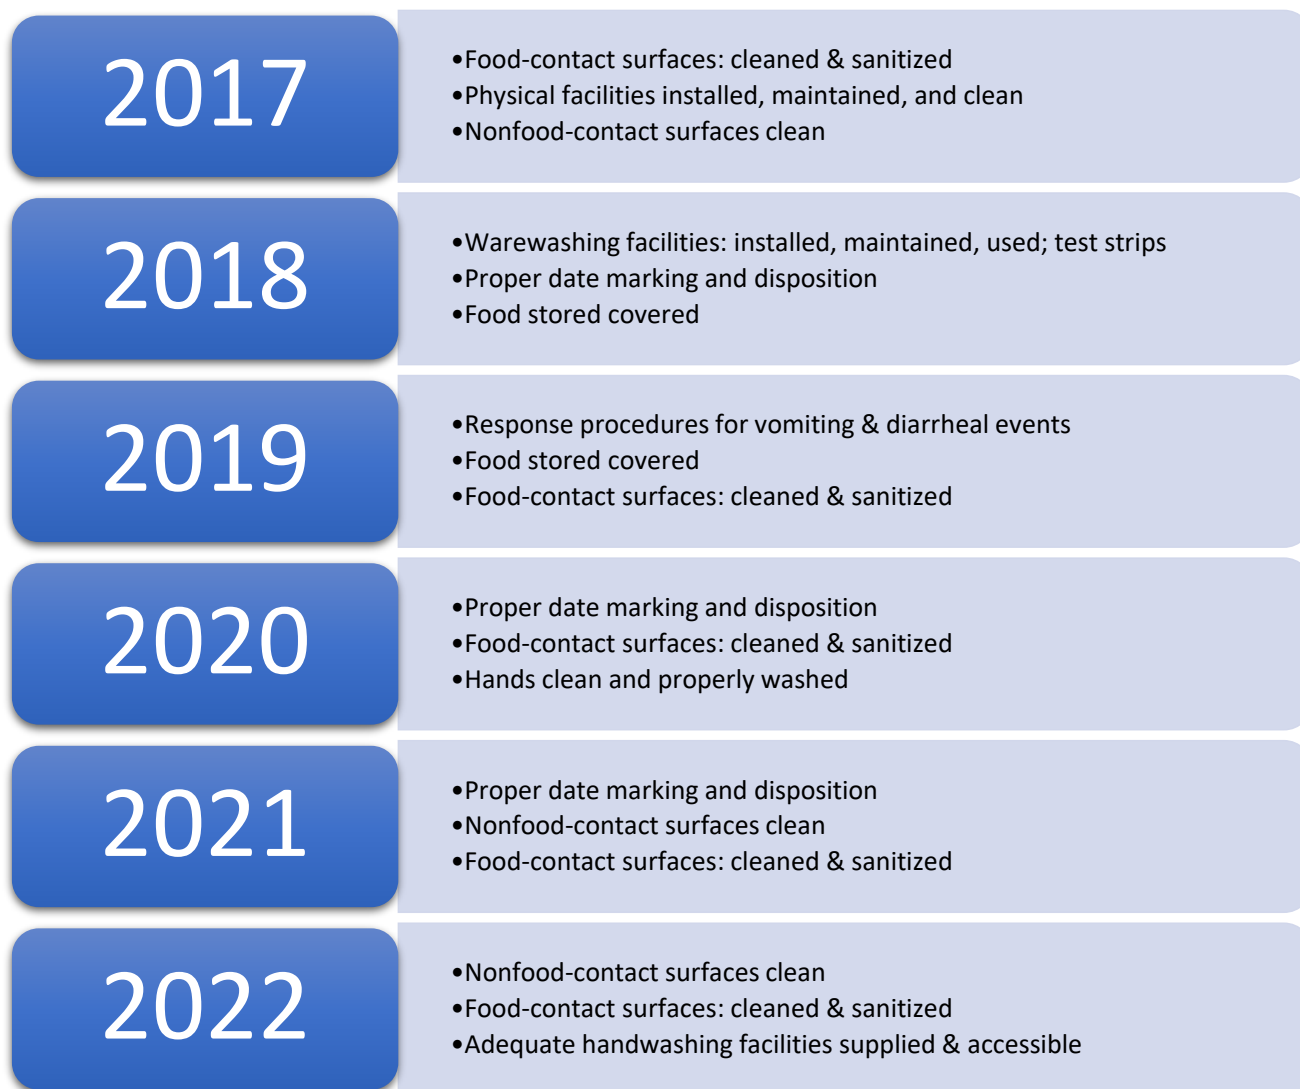 2017
•Food-contact surfaces: cleaned & sanitized
•Physical facilities installed, maintained, and clean
•Nonfood-contact surfaces clean
2018
•Warewashing facilities: installed, maintained, used; test strips
•Proper date marking and disposition
•Food stored covered
2019
•Response procedures for vomiting & diarrheal events
•Food stored covered
•Food-contact surfaces: cleaned & sanitized
2020
•Proper date marking and disposition
•Food-contact surfaces: cleaned & sanitized
•Hands clean and properly washed
2021
•Proper date marking and disposition
•Nonfood-contact surfaces clean
•Food-contact surfaces: cleaned & sanitized
2022
•Nonfood-contact surfaces clean
•Food-contact surfaces: cleaned & sanitized
•Adequate handwashing facilities supplied & accessible